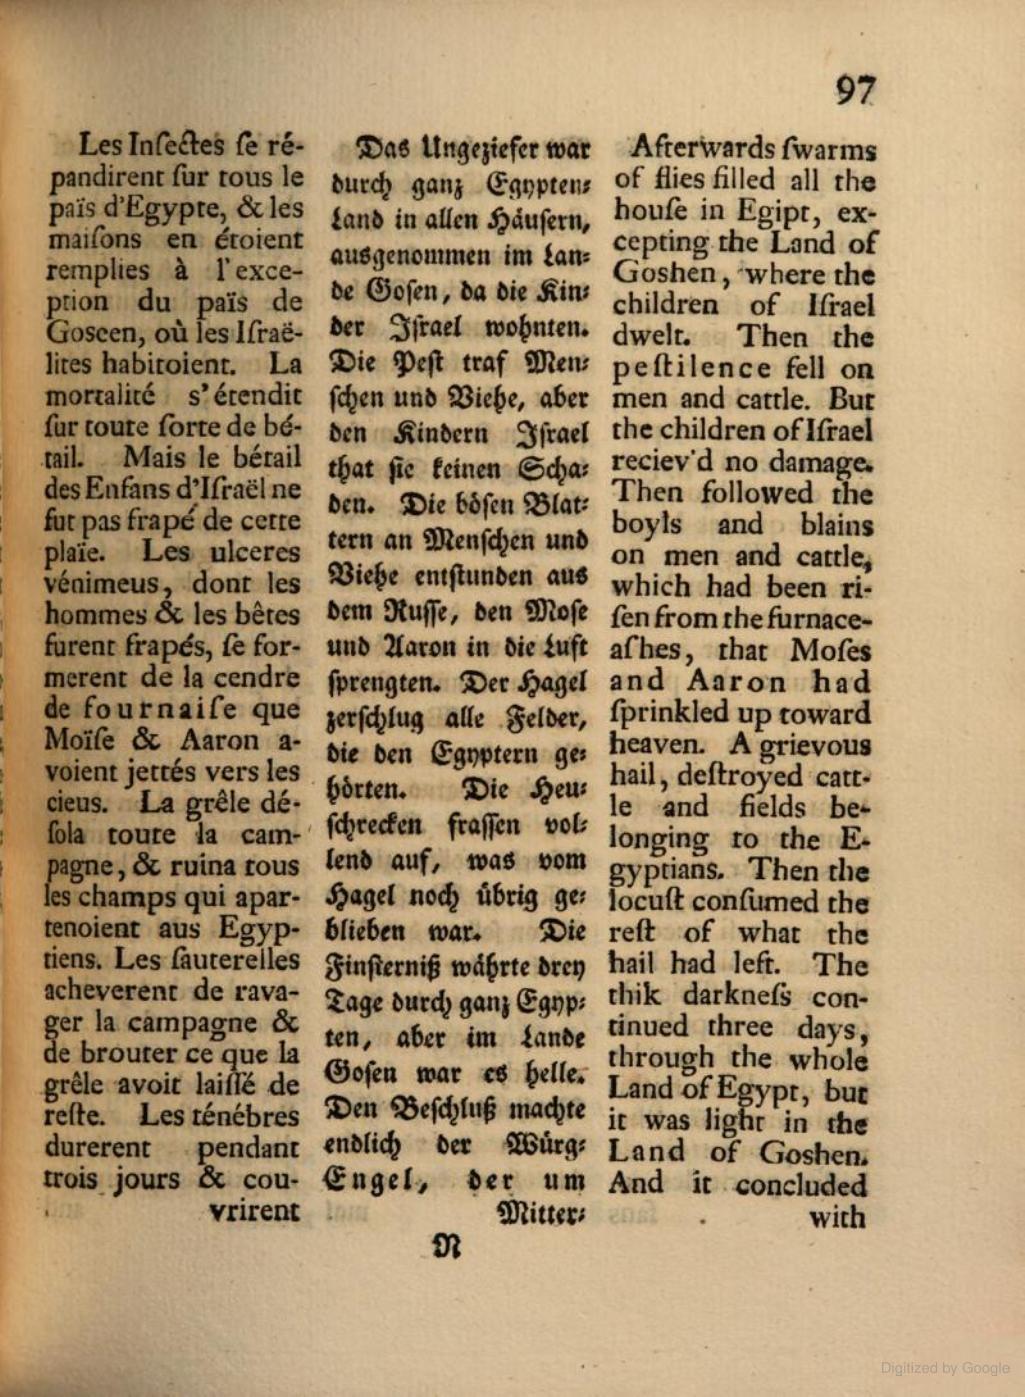 97
Les Inſectes ſe ré-
pandirent ſur tous le
païs d'Egypte, & les
maiſons en étoient
remplies à l'exce-
ption du païs de
Goscen, où les Iſraë-
lites habitoient. La
mortalité s'étendit
ſur toute ſorte de bé-
tail. Mais le bétail
des Enfans d'Iſraël ne
fut pas frapé de cette
plaïe. Les ulceres
vénimeus, dont les
hommes & les bêtes
furent frapés, ſe for-
merent de la cendre
de fournaiſe que
Moïſe & Aaron a-
voient jettés vers les
cieus. La grêle dé-
ſola toute la cam-
pagne, & ruina tous
les champs qui apar-
tenoient aus Egyp-
tiens. Les ſauterelles
acheverent de rava-
ger la campagne &
de brouter ce que la
grêle avoit laiſſé de
reſte. Les ténébres
durerent pendant
trois jours & cou-
vrirent
Das Ungeziefer war
durch ganz Egypten-
land in allen Häuſern,
ausgenommen im Lan-
de Goſen, da die Kin-
der Iſrael wohnten.
Die Peſt traf Men-
ſchen und Viehe, aber
den Kindern Iſrael
that ſie keinen Scha-
den. Die böſen Blat-
tern an Menſchen und
Viehe entſtunden aus
dem Ruſſe, den Moſe
und Aaron in die Luft
ſprengten. Der Hagel
zerſchlug alle Felder,
die den Egyptern ge-
hörten. Die Heu-
ſchrecken fraſſen vol-
lend auf, was vom
Hagel noch übrig ge-
blieben war. Die
Finſterniß währte drey
Tage durch ganz Egyp-
ten, aber im Lande
Goſen war es helle.
Den Beſchluß machte
endlich der Würg-
Engel, der um
Mitter-
N
Afterwards ſwarms
of flies filled all the
houſe in Egipt, ex-
cepting the Land of
Goshen, where the
children of Iſrael
dwelt. Then the
peſtilence fell on
men and cattle. But
the children of Iſrael
reciev'd no damage.
Then followed the
boyls and blains
on men and cattle,
which had been ri-
ſen from the furnace-
aſhes, that Moſes
and Aaron had
ſprinkled up toward
heaven. A grievous
hail, deſtroyed catt-
le and fields be-
longing to the E-
gyptians. Then the
locuſt conſumed the
reſt of what the
hail had left. The
thik darkneſs con-
tinued three days,
through the whole
Land of Egypt, but
it was light in the
Land of Goshen.
And it concluded
with
Digitized by Google